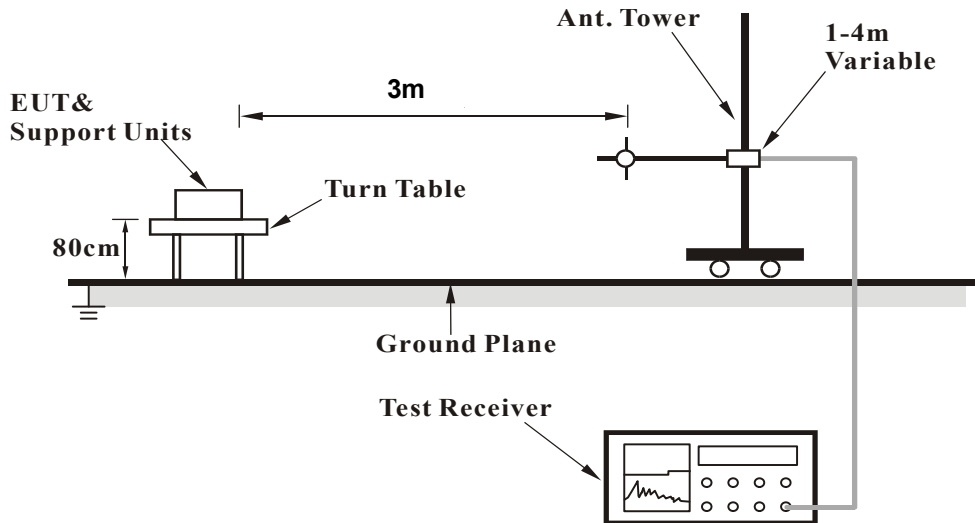 Ant. Tower
1-4m
Variable
3m
EUT&
Support Units
Turn Table
80cm
Ground Plane
Test Receiver